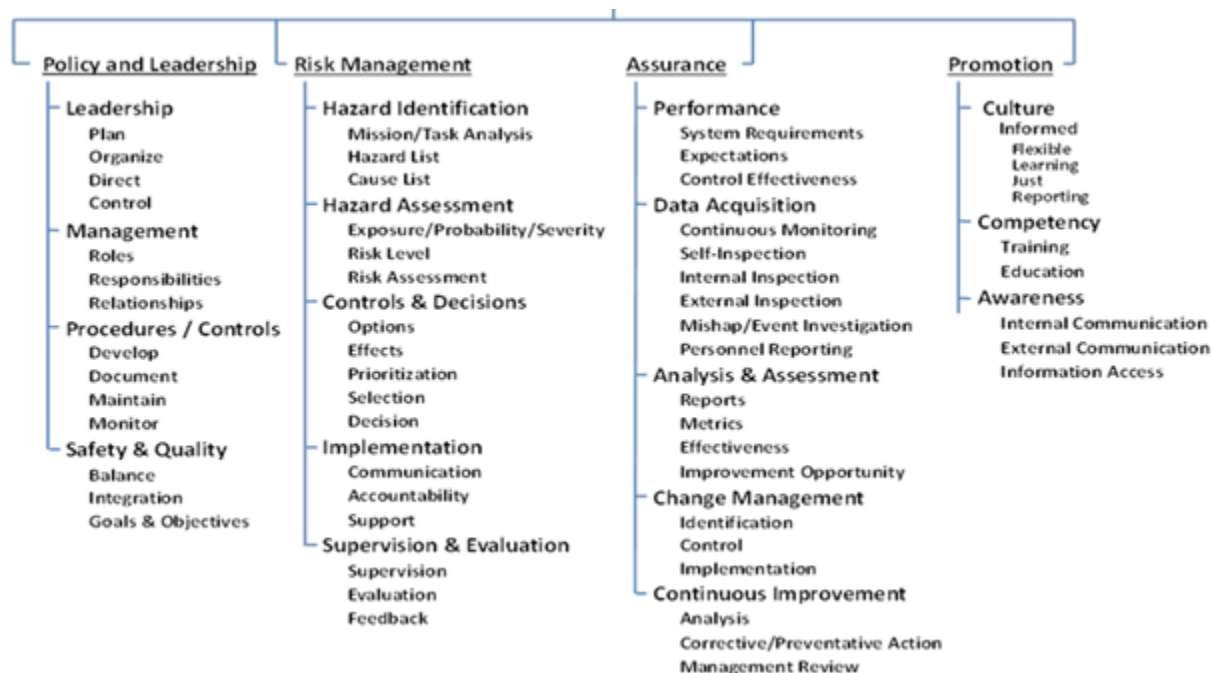 Policy and Leadership
Leadership
Plan
Organize
Direct
Control
Management
Roles
Responsibilities
Relationships
Procedures / Controls
Develop
Document
Maintain
Monitor
Safety & Quality
Balance
Integration
Goals & Objectives
Risk Management
Hazard Identification
Mission/Task Analysis
Hazard List
Cause List
Hazard Assessment
Exposure/Probability/Severity
Risk Level
Risk Assessment
Controls & Decisions
Options
Effects
Prioritization
Selection
Decision
Implementation
Communication
Accountability
Support
Supervision & Evaluation
Supervision
Evaluation
Feedback
Assurance
Performance
System Requirements
Expectations
Control Effectiveness
Data Acquisition
Continuous Monitoring
Self-Inspection
Internal Inspection
External Inspection
Mishap/Event Investigation
Personnel Reporting
Analysis & Assessment
Reports
Metrics
Effectiveness
Improvement Opportunity
Change Management
Identification
Control
Implementation
Continuous Improvement
Analysis
Corrective/Preventative Action
Management Review
Promotion
Culture
Informed
Flexible
Learning
Just
Reporting
Competency
Training
Education
Awareness
Internal Communication
External Communication
Information Access